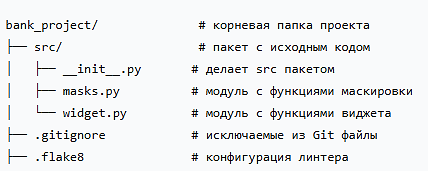 bank_project/ # корневая папка проекта
├── src/ # пакет с исходным кодом
│ ├── __init__.py # делает src пакетом
│ ├── masks.py # модуль с функциями маскировки
│ └── widget.py # модуль с функциями виджета
├── .gitignore # исключаемые из Git файлы
├── .flake8 # конфигурация линтера